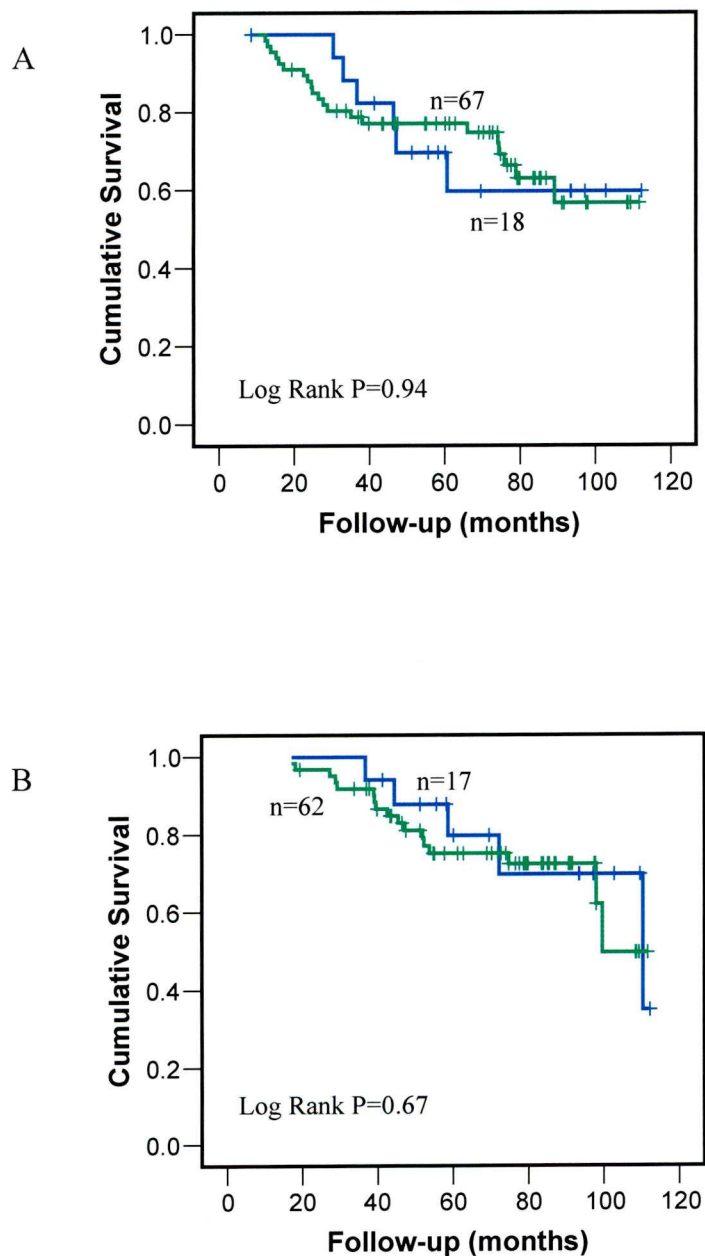 A
Cumulative Survival
1.0
0.8
0.6
0.4
0.2
0.0
n=67
n=18
Log Rank P=0.94
0 20 40 60 80 100 120
Follow-up (months)
B
Cumulative Survival
1.0
0.8
0.6
0.4
0.2
0.0
n=17
n=62
Log Rank P=0.67
0 20 40 60 80 100 120
Follow-up (months)